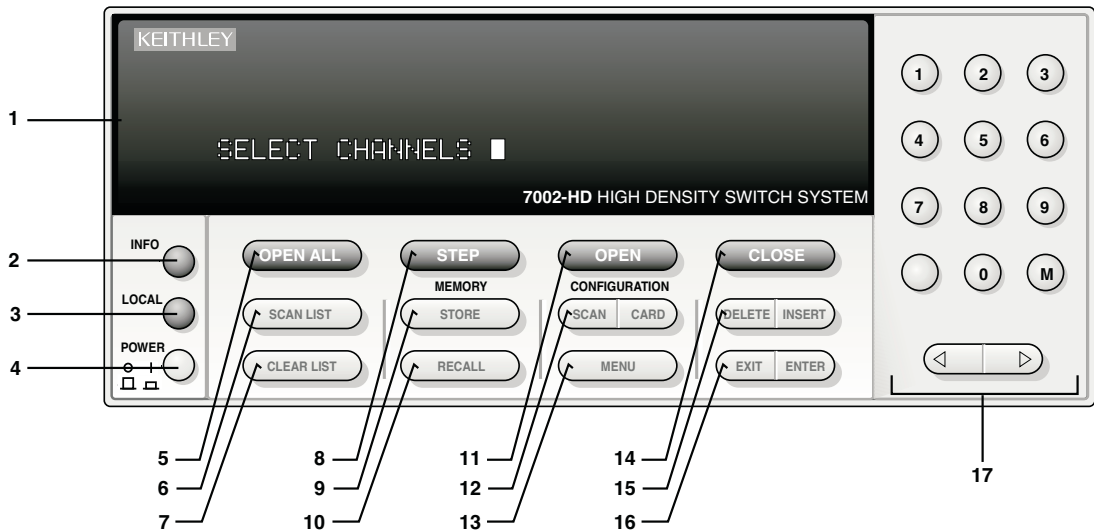 KEITHLEY
SELECT CHANNELS
7002-HD HIGH DENSITY SWITCH SYSTEM
1 2 3
4 5 6
7 8 9
0 M
INFO
LOCAL
POWER
OPEN ALL STEP OPEN CLOSE
MEMORY CONFIGURATION
SCAN LIST STORE SCAN CARD DELETE INSERT
CLEAR LIST RECALL MENU EXIT ENTER
1
2
3
4
5 8 11 14
6 9 12 15
7 10 13 16
17